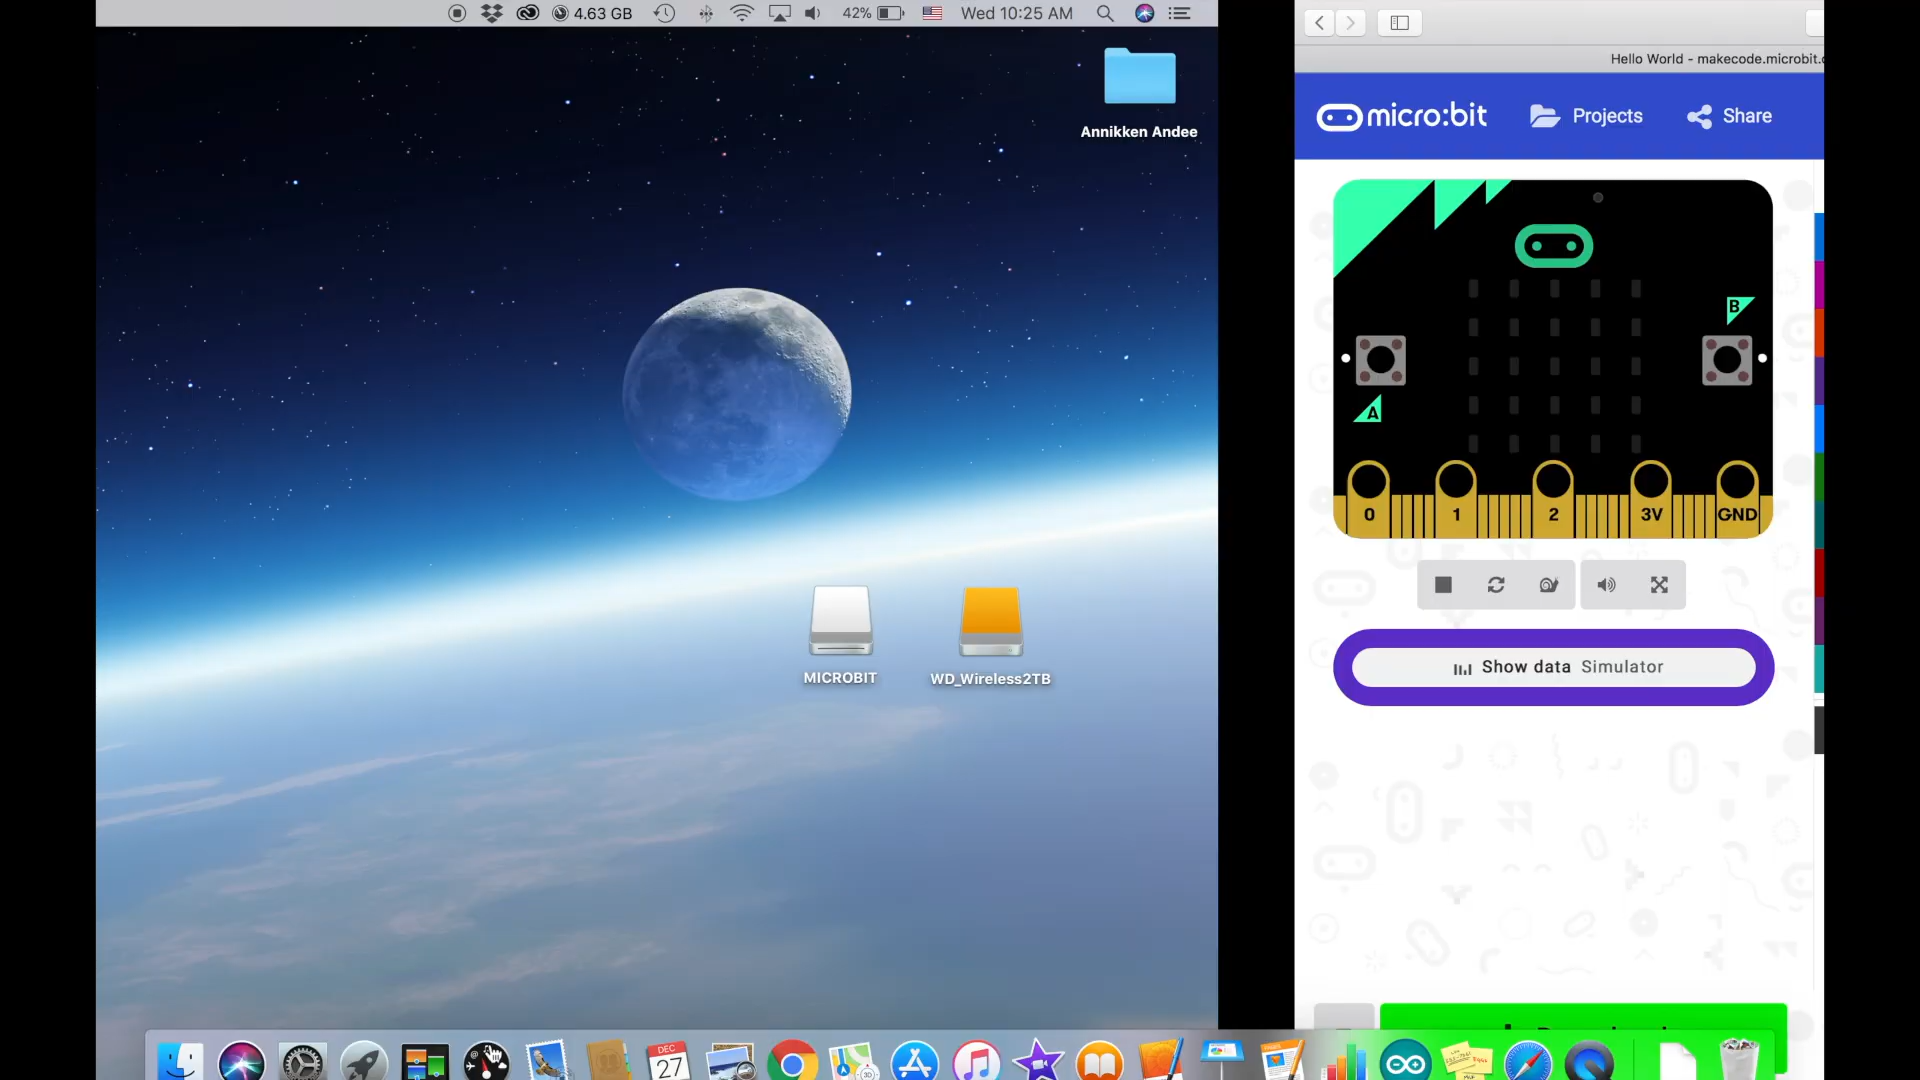 4.63 GB
42%
Wed 10:25 AM
Annikken Andee
MICROBIT
WD_Wireless2TB
DEC
27
Hello World - makecode.microbit.
micro:bit
Projects
Share
B
A
0
1
2
3V
GND
Show data Simulator